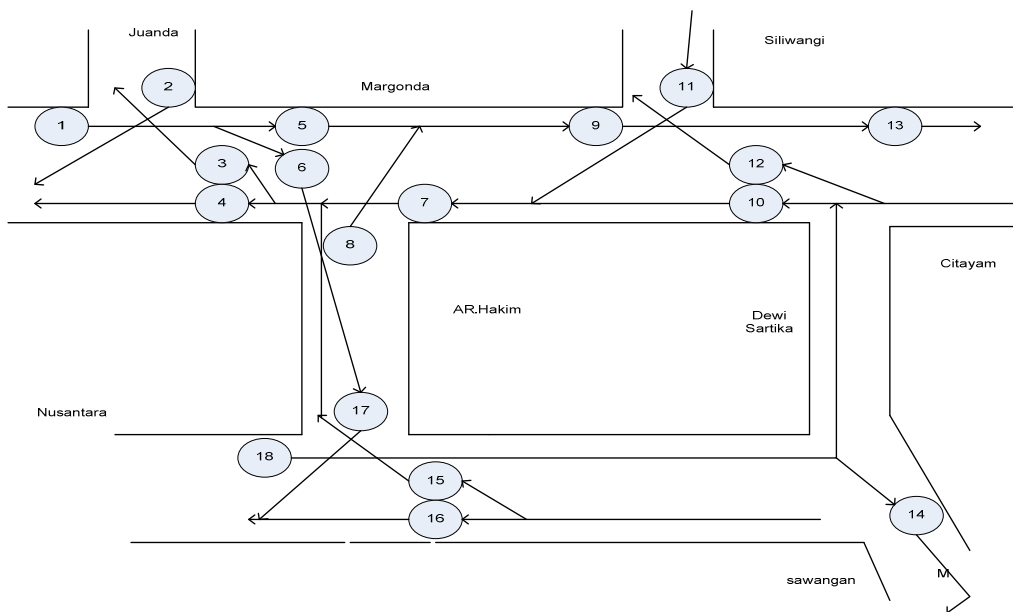 Juanda
Siliwangi
Margonda
2
11
1
5
9
13
3
6
12
4
7
10
8
Citayam
AR.Hakim
Dewi
Sartika
Nusantara
17
18
15
16
14
M
sawangan